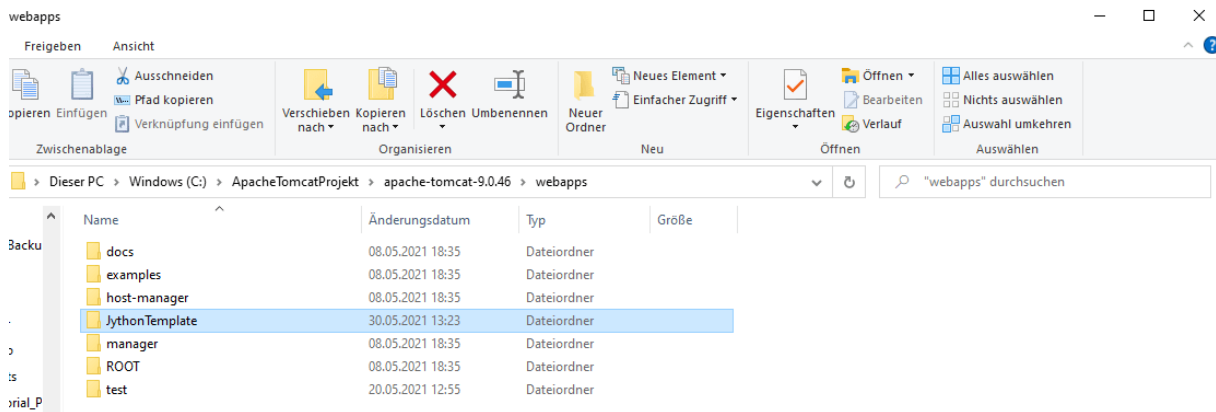 webapps
Freigeben Ansicht
Ausschneiden
Pfad kopieren
Verknüpfung einfügen
opieren Einfügen
Verschieben nach
Kopieren nach
Löschen Umbenennen
Neuer Ordner
Neues Element
Einfacher Zugriff
Eigenschaften
Öffnen
Bearbeiten
Verlauf
Alles auswählen
Nichts auswählen
Auswahl umkehren
Zwischenablage Organisieren Neu Öffnen Auswählen
Dieser PC > Windows (C:) > ApacheTomcatProjekt > apache-tomcat-9.0.46 > webapps
"webapps" durchsuchen
Name Änderungsdatum Typ Größe
Backu
docs 08.05.2021 18:35 Dateiordner
examples 08.05.2021 18:35 Dateiordner
host-manager 08.05.2021 18:35 Dateiordner
JythonTemplate 30.05.2021 13:23 Dateiordner
manager 08.05.2021 18:35 Dateiordner
ROOT 08.05.2021 18:35 Dateiordner
ts
test 20.05.2021 12:55 Dateiordner
orial_P